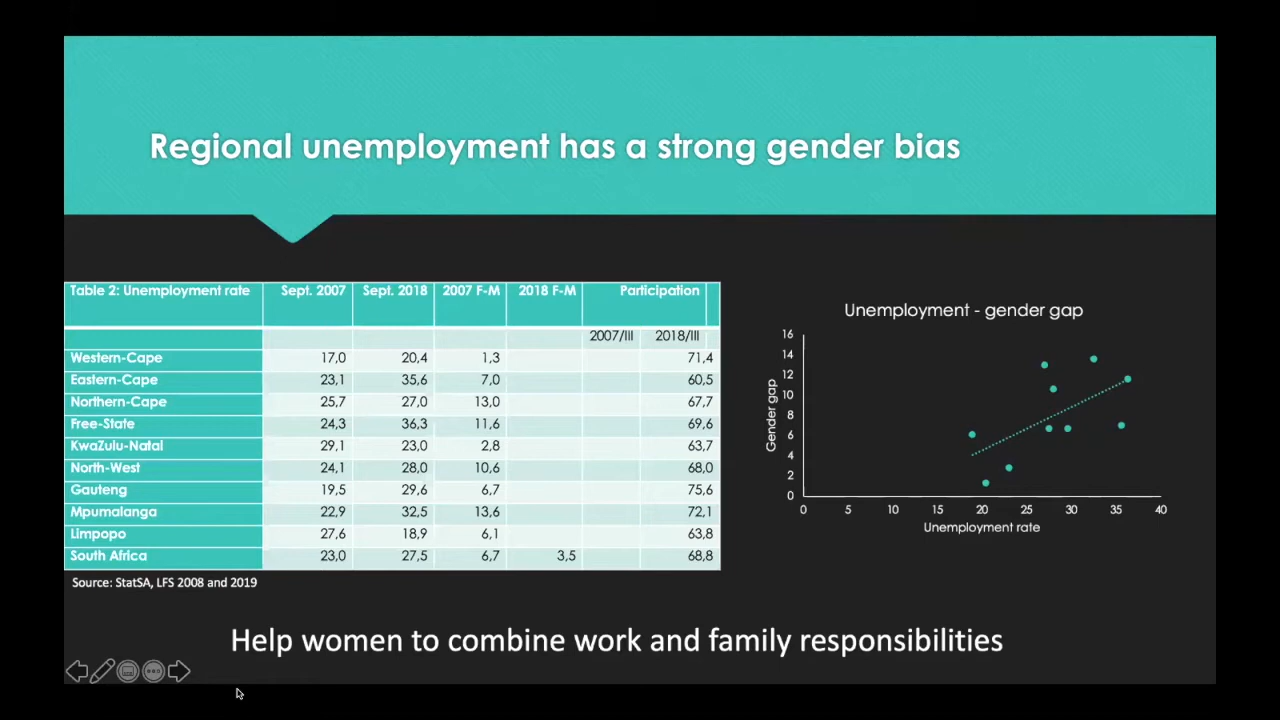 Regional unemployment has a strong gender bias
Table 2: Unemployment rate Sept. 2007 Sept. 2018 2007 F-M 2018 F-M Participation
2007/III 2018/III
Western-Cape 17,0 20,4 1,3 71,4
Eastern-Cape 23,1 35,6 7,0 60,5
Northern-Cape 25,7 27,0 13,0 67,7
Free-State 24,3 36,3 11,6 69,6
KwaZulu-Natal 29,1 23,0 2,8 63,7
North-West 24,1 28,0 10,6 68,0
Gauteng 19,5 29,6 6,7 75,6
Mpumalanga 22,9 32,5 13,6 72,1
Limpopo 27,6 18,9 6,1 63,8
South Africa 23,0 27,5 6,7 3,5 68,8
Source: StatSA, LFS 2008 and 2019
Unemployment - gender gap
Gender gap
16
14
12
10
8
6
4
2
0
0 5 10 15 20 25 30 35 40
Unemployment rate
Help women to combine work and family responsibilities